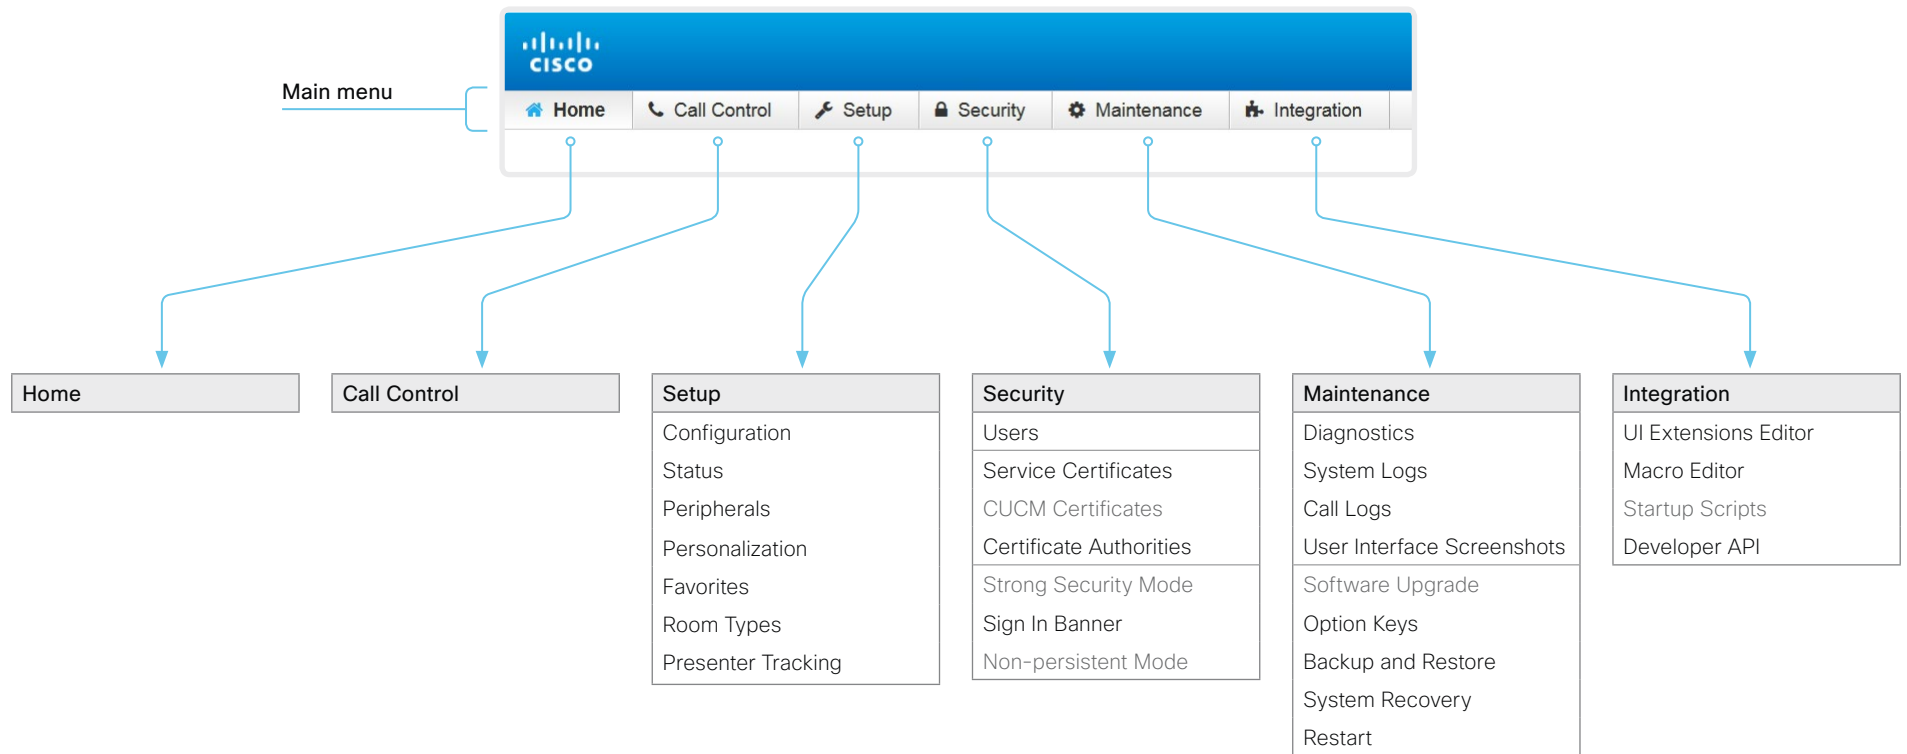 CISCO
Main menu
Home Call Control Setup Security Maintenance Integration
Home
Call Control
Setup
Configuration
Status
Peripherals
Personalization
Favorites
Room Types
Presenter Tracking
Security
Users
Service Certificates
CUCM Certificates
Certificate Authorities
Strong Security Mode
Sign In Banner
Non-persistent Mode
Maintenance
Diagnostics
System Logs
Call Logs
User Interface Screenshots
Software Upgrade
Option Keys
Backup and Restore
System Recovery
Restart
Integration
UI Extensions Editor
Macro Editor
Startup Scripts
Developer API